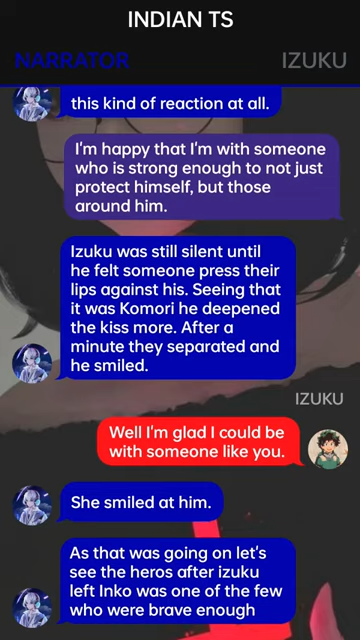 INDIAN TS
NARRATOR
IZUKU
this kind of reaction at all.
I'm happy that I'm with someone
who is strong enough to not just
protect himself, but those
around him.
Izuku was still silent until
he felt someone press their
lips against his. Seeing that
it was Komori he deepened
the kiss more. After a
minute they separated and
he smiled.
IZUKU
Well I'm glad I could be
with someone like you.
She smiled at him.
As that was going on let's
see the heros after izuku
left Inko was one of the few
who were brave enough